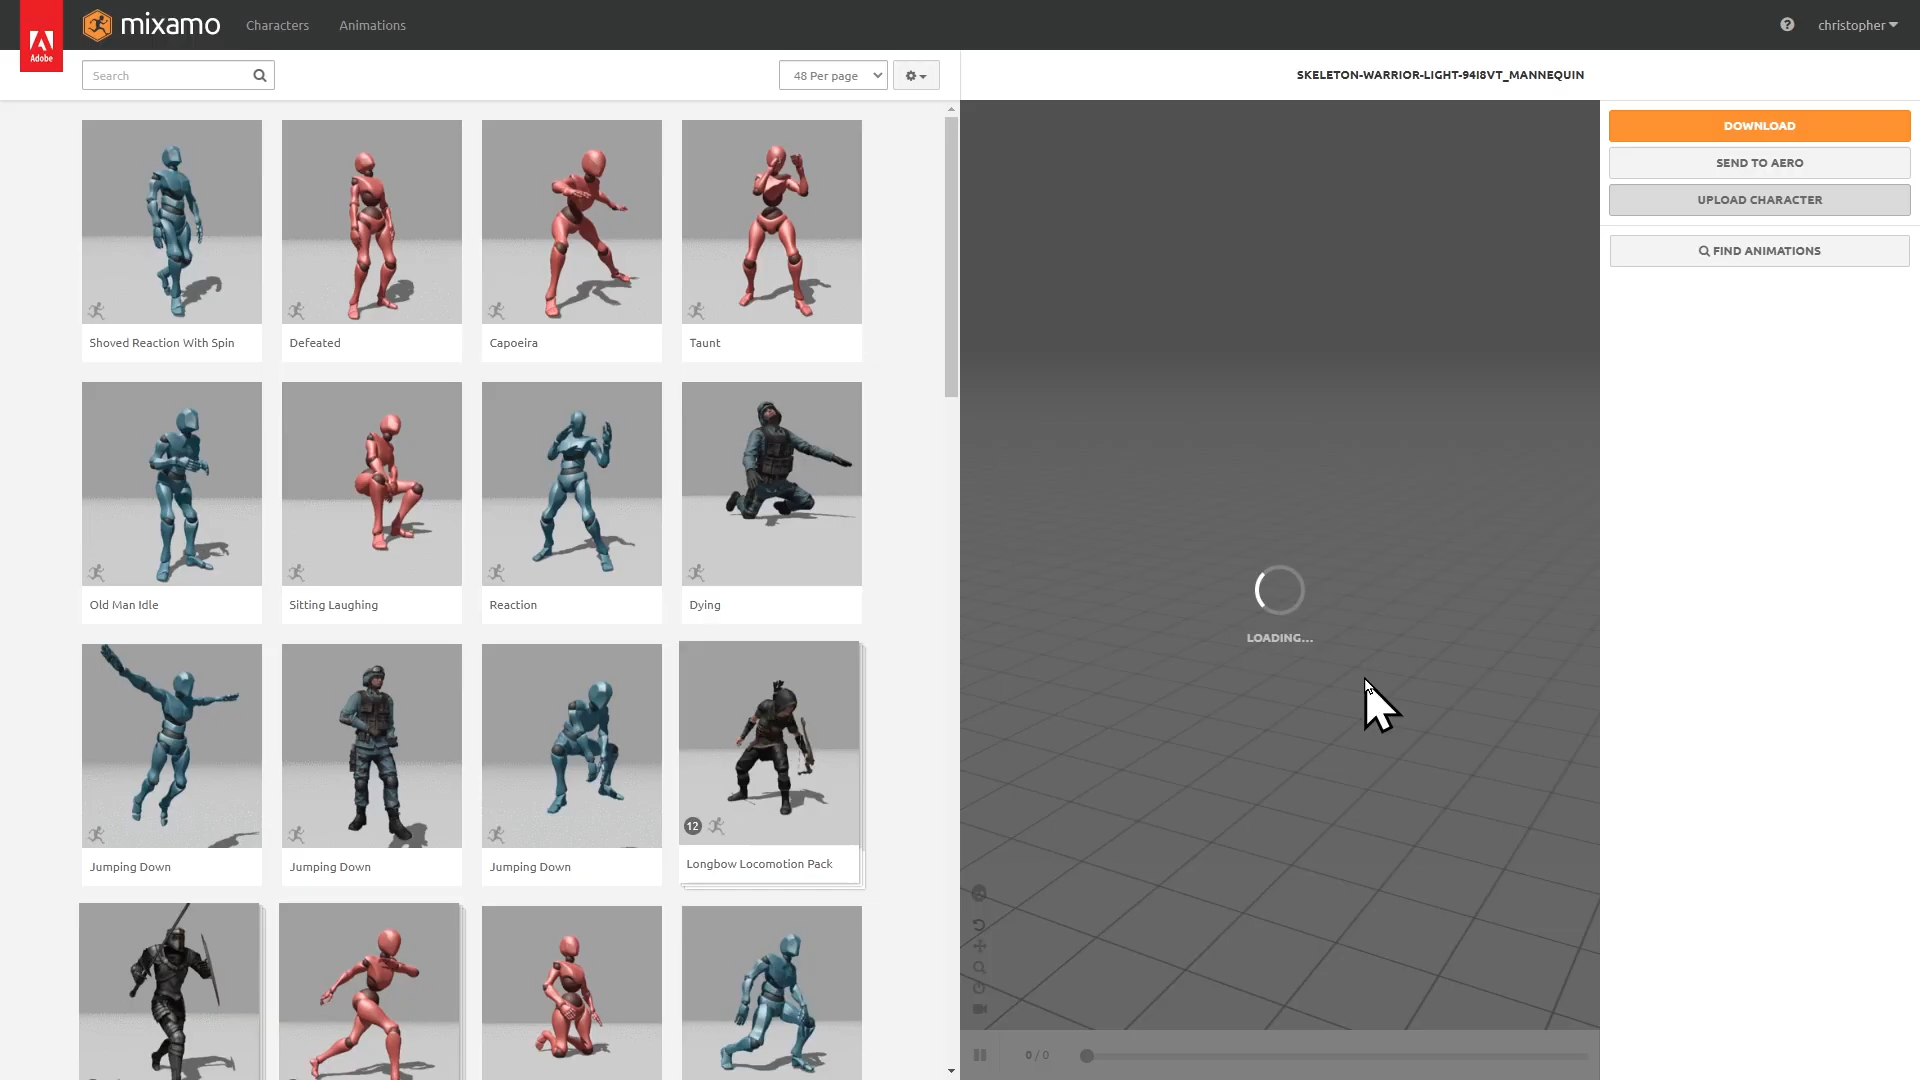 Adobe
mixamo
Characters
Animations
christopher
Search
48 Per page
SKELETON-WARRIOR-LIGHT-94I8VT_MANNEQUIN
DOWNLOAD
SEND TO AERO
UPLOAD CHARACTER
FIND ANIMATIONS
Shoved Reaction With Spin
Defeated
Capoeira
Taunt
Old Man Idle
Sitting Laughing
Reaction
Dying
LOADING...
12
Jumping Down
Jumping Down
Jumping Down
Longbow Locomotion Pack
0 / 0